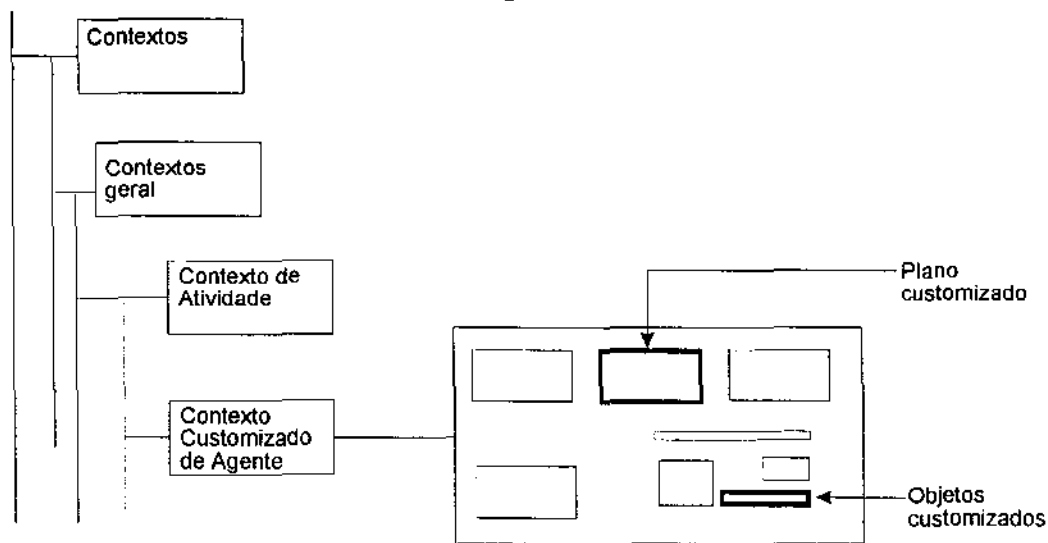 Contextos
Contextos
geral
Contexto de
Atividade
Plano
customizado
Contexto
Customizado
de Agente
Objetos
customizados